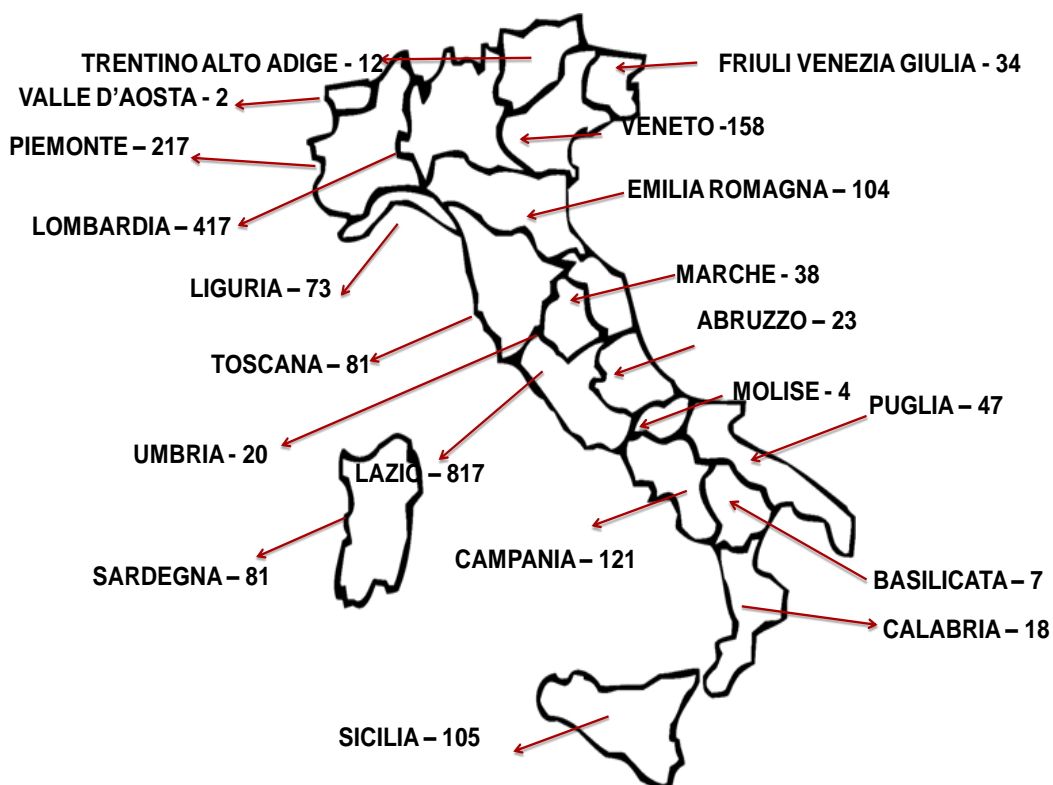 TRENTINO ALTO ADIGE - 12
FRIULI VENEZIA GIULIA - 34
VALLE D’AOSTA - 2
VENETO -158
PIEMONTE – 217
EMILIA ROMAGNA – 104
LOMBARDIA – 417
MARCHE - 38
LIGURIA – 73
ABRUZZO – 23
TOSCANA – 81
MOLISE - 4
PUGLIA – 47
UMBRIA - 20
LAZIO – 817
CAMPANIA – 121
SARDEGNA – 81
BASILICATA – 7
CALABRIA – 18
SICILIA – 105